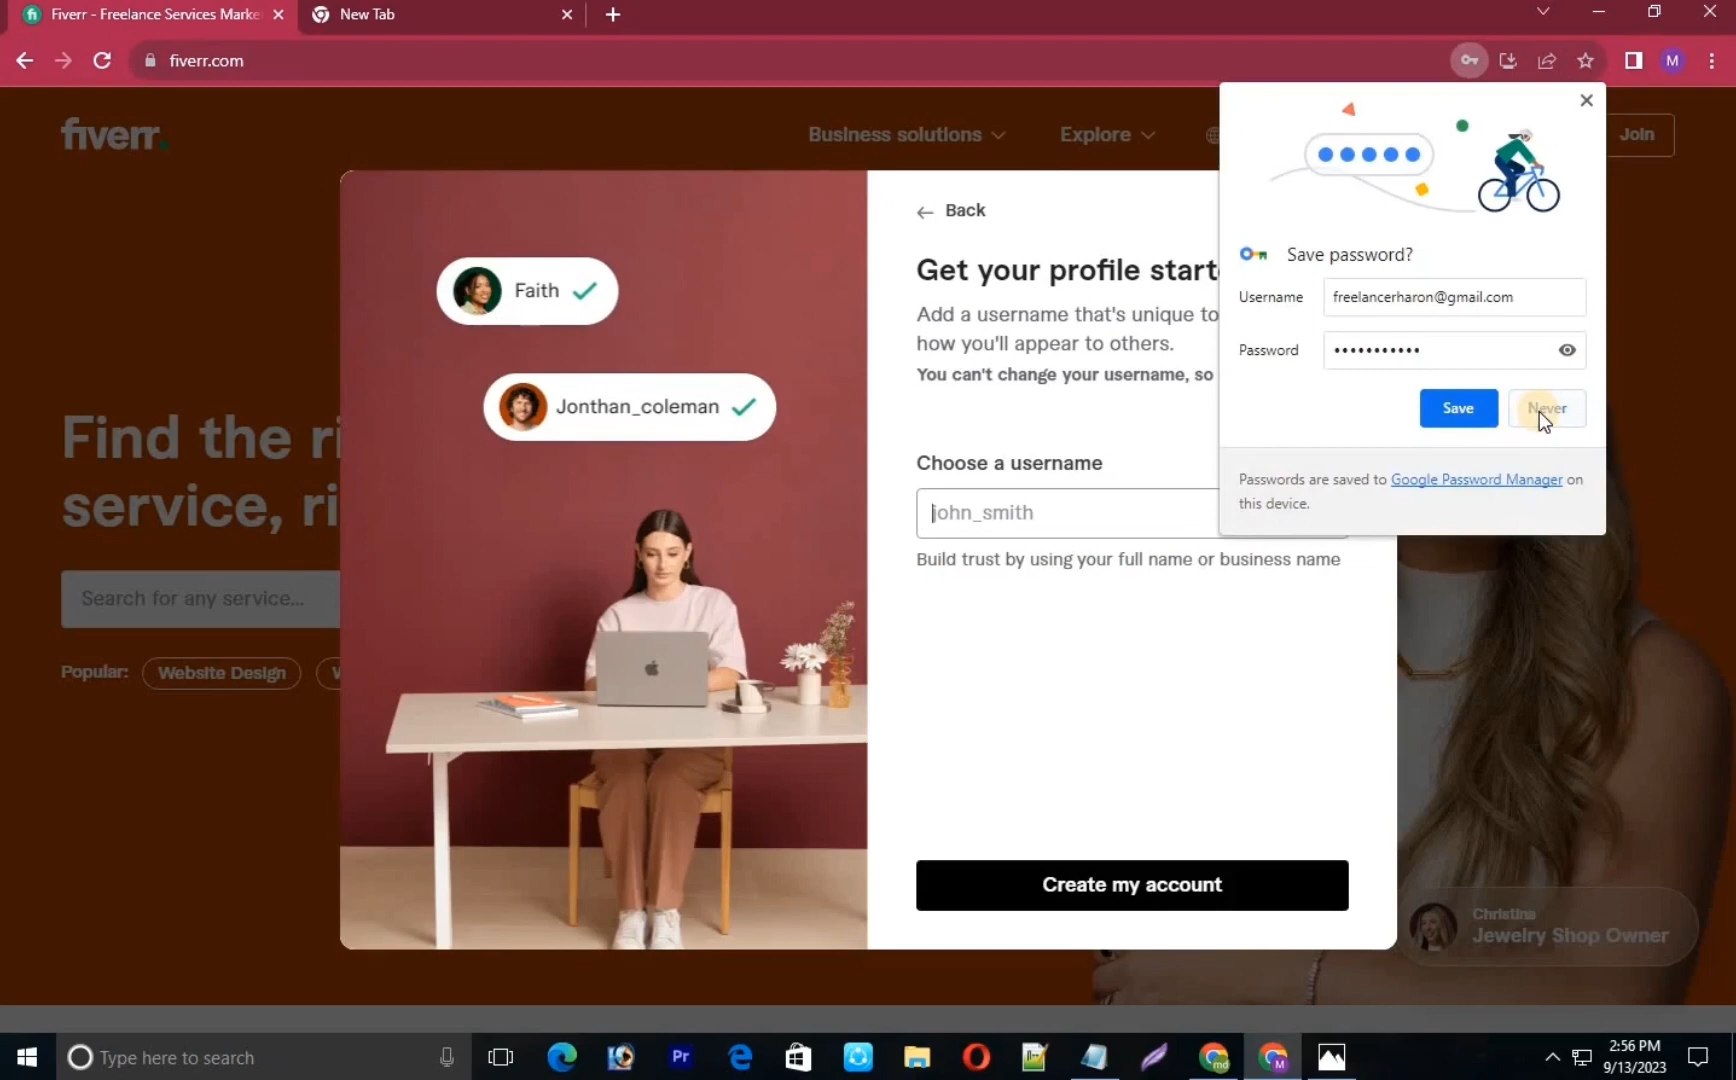 Fiverr - Freelance Services Marke
New Tab
fiverr.com
M
fiverr.
Business solutions
Explore
Join
Back
Save password?
Get your profile start
Username freelancerharon@gmail.com
Add a username that's unique to
how you'll appear to others.
Password
You can't change your username, so
Save Never
Faith
Jonthan_coleman
Find the ri
service, ri
Choose a username
Passwords are saved to Google Password Manager on
this device.
john_smith
Build trust by using your full name or business name
Search for any service...
Popular: Website Design
Create my account
Christina
Jewelry Shop Owner
Type here to search
Pr
md
M
2:56 PM
9/13/2023